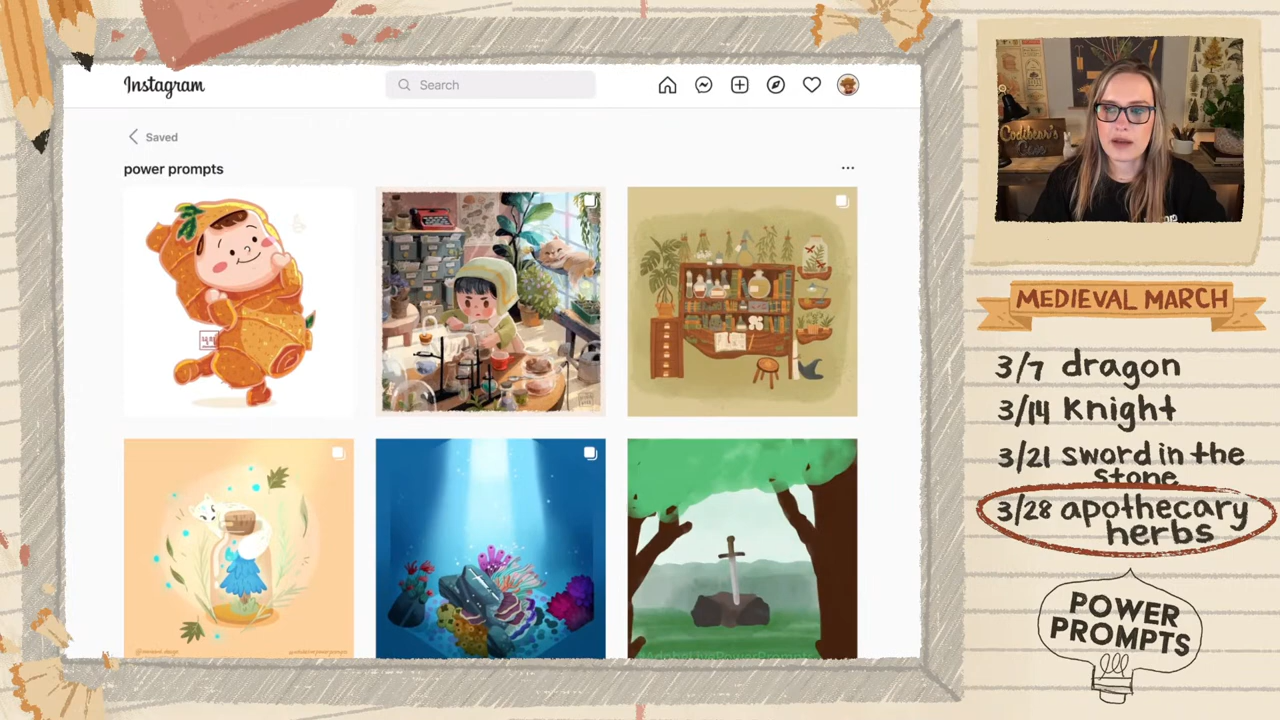 Instagram
Search
Saved
power prompts
MEDIEVAL MARCH
3/7 dragon
3/14 knight
3/21 sword in the
stone
3/28 apothecary
herbs
POWER
PROMPTS